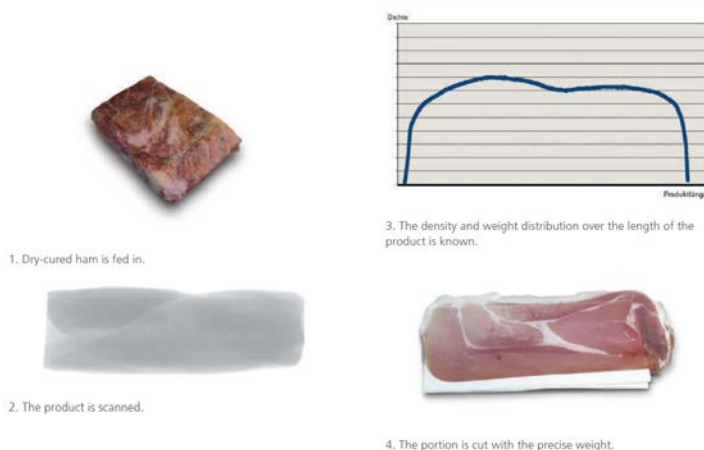 1. Dry-cured ham is fed in.
2. The product is scanned.
Dichte
Produktläng
3. The density and weight distribution over the length of the
product is known.
4. The portion is cut with the precise weight.